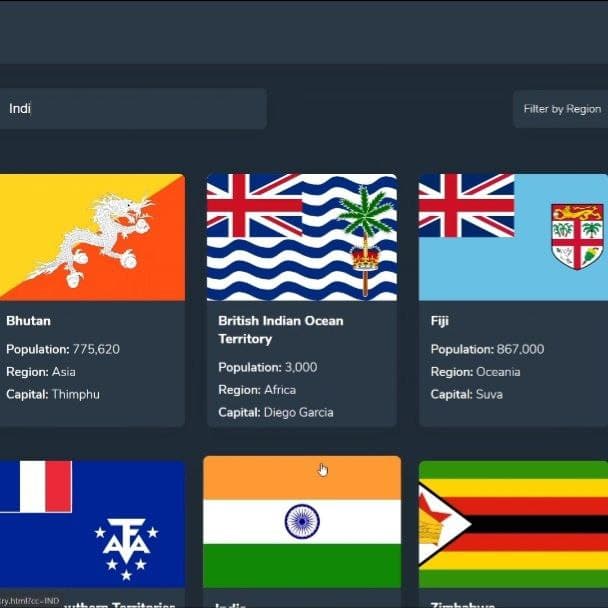 Indi
Filter by Region
Bhutan
Population: 775,620
Region: Asia
Capital: Thimphu
British Indian Ocean
Territory
Population: 3,000
Region: Africa
Capital: Diego Garcia
Fiji
Population: 867,000
Region: Oceania
Capital: Suva
India
Zimbabwe
Territories
try.html?cc=IND